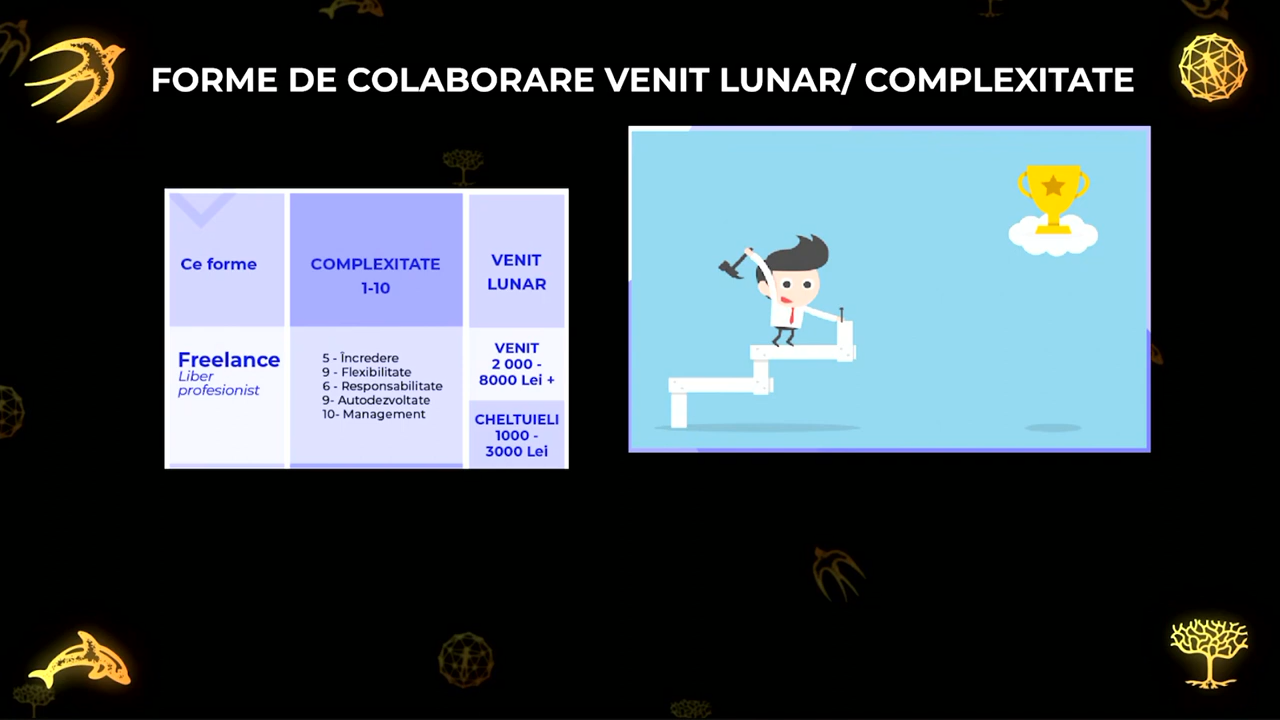 FORME DE COLABORARE VENIT LUNAR/ COMPLEXITATE
Ce forme
COMPLEXITATE
1-10
VENIT
LUNAR
Freelance
Liber
profesionist
5 - Încredere
9 - Flexibilitate
6 - Responsabilitate
9- Autodezvoltate
10- Management
VENIT
2 000 -
8000 Lei +
CHELTUIELI
1000 -
3000 Lei